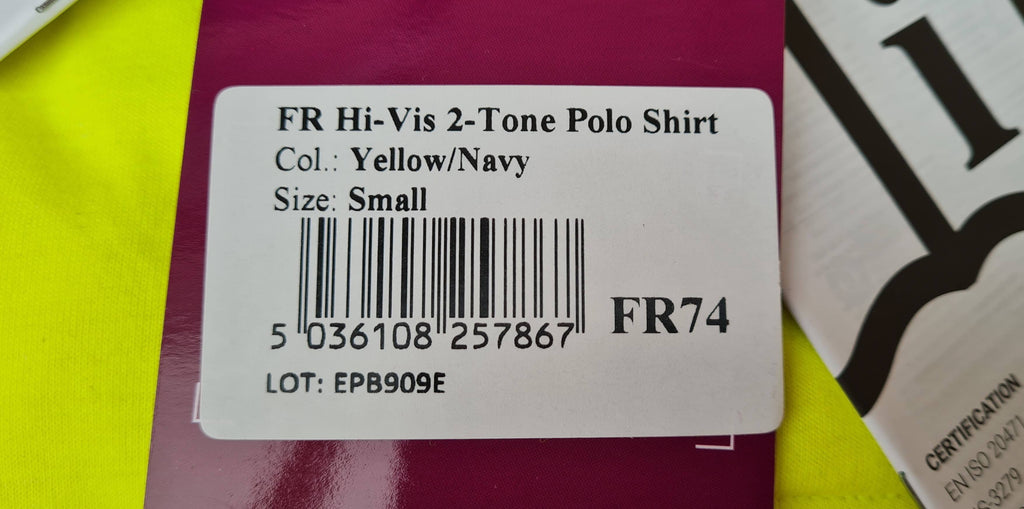 FR Hi-Vis 2-Tone Polo Shirt
Col.: Yellow/Navy
Size: Small
5 036108 257867
FR74
LOT: EPB909E
CERTIFICATION
EN ISO 20471